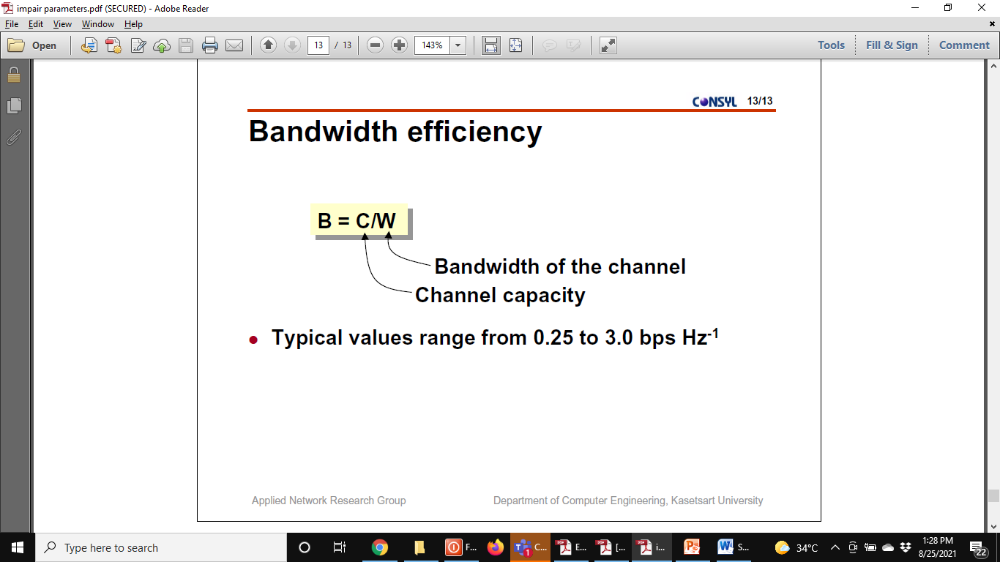 impair parameters.pdf (SECURED) - Adobe Reader
File Edit View Window Help
Open 13 / 13 143% Tools Fill & Sign Comment
CONSYL 13/13
Bandwidth efficiency
B = C/W
Bandwidth of the channel
Channel capacity
• Typical values range from 0.25 to 3.0 bps Hz⁻¹
Applied Network Research Group Department of Computer Engineering, Kasetsart University
Type here to search F... C... E... [... i... S... 34°C 1:28 PM
8/25/2021 22